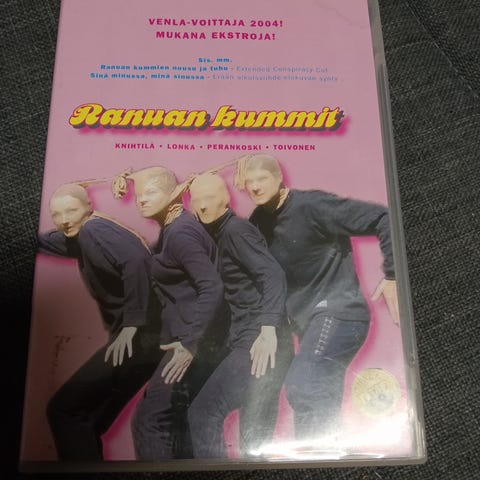 VENLA-VOITTAJA 2004!
MUKANA EKSTROJA!
Sis. mm.
Ranuan kummien nousu ja tuho - Extended Conspiracy Cut
Sinä minussa, minä sinussa - Erään aikuisviihde-elokuvan synty
Ranuan kummit
KNIHTILÄ • LONKA • PERANKOSKI • TOIVONEN